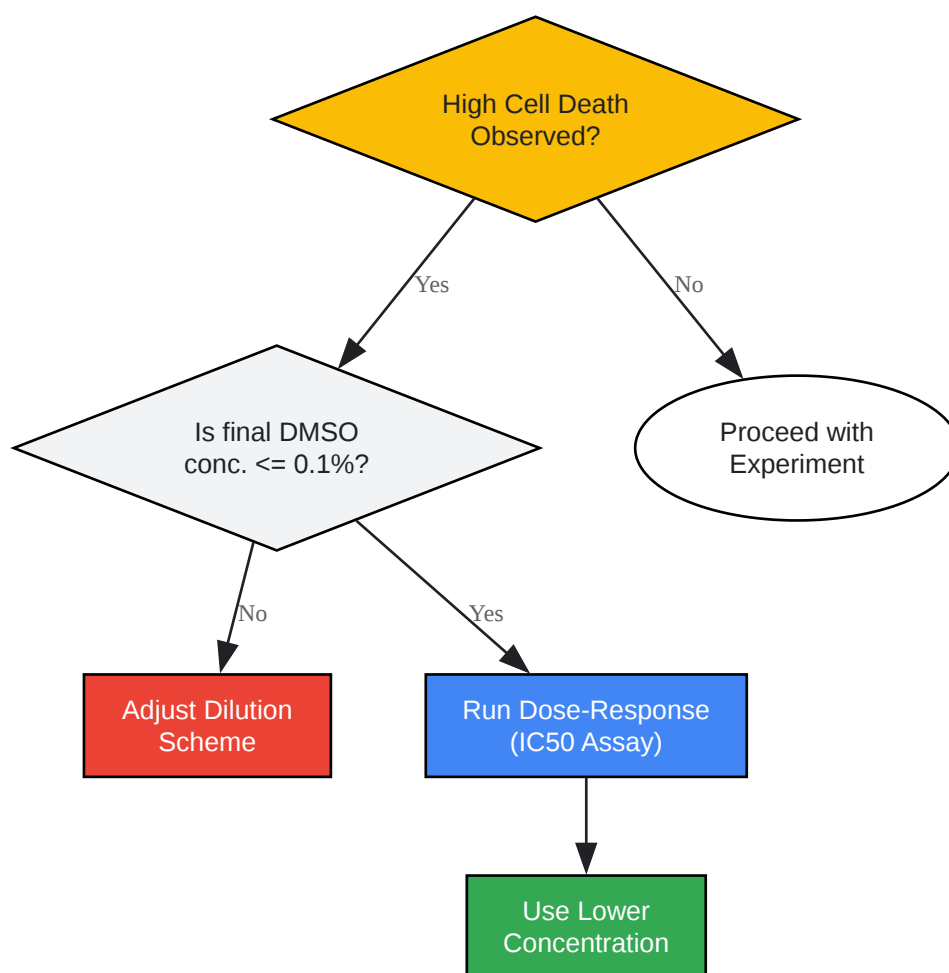 High Cell Death
Observed?
Yes
No
Is final DMSO
conc. <= 0.1%?
Proceed with
Experiment
No
Yes
Adjust Dilution
Scheme
Run Dose-Response
(IC50 Assay)
Use Lower
Concentration